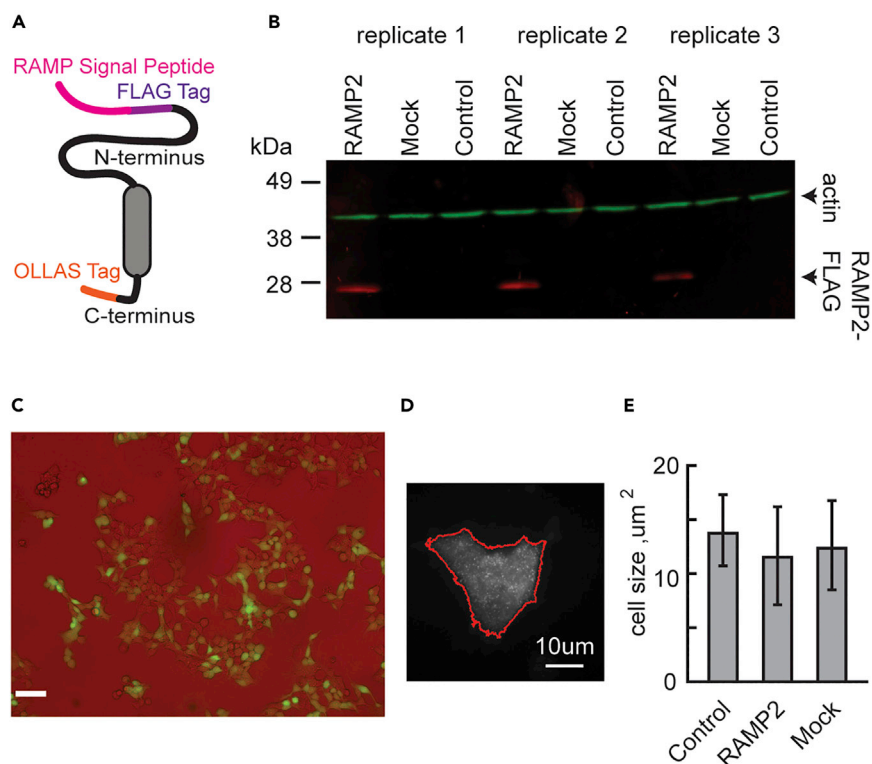 A
RAMP Signal Peptide
FLAG Tag
N-terminus
OLLAS Tag
C-terminus
B
replicate 1 replicate 2 replicate 3
kDa RAMP2 Mock Control RAMP2 Mock Control RAMP2 Mock Control
49
38
28
actin
RAMP2-
FLAG
C
D
10um
E
cell size ,um²
20
10
0
Control RAMP2 Mock